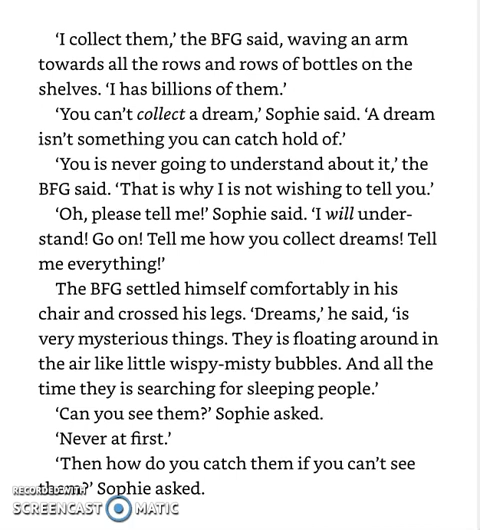 ‘I collect them,’ the BFG said, waving an arm
towards all the rows and rows of bottles on the
shelves. ‘I has billions of them.’
‘You can’t collect a dream,’ Sophie said. ‘A dream
isn’t something you can catch hold of.’
‘You is never going to understand about it,’ the
BFG said. ‘That is why I is not wishing to tell you.’
‘Oh, please tell me!’ Sophie said. ‘I will under-
stand! Go on! Tell me how you collect dreams! Tell
me everything!’
The BFG settled himself comfortably in his
chair and crossed his legs. ‘Dreams,’ he said, ‘is
very mysterious things. They is floating around in
the air like little wispy-misty bubbles. And all the
time they is searching for sleeping people.’
‘Can you see them?’ Sophie asked.
‘Never at first.’
‘Then how do you catch them if you can’t see
them?’ Sophie asked.
RECORDED WITH
SCREENCAST MATIC